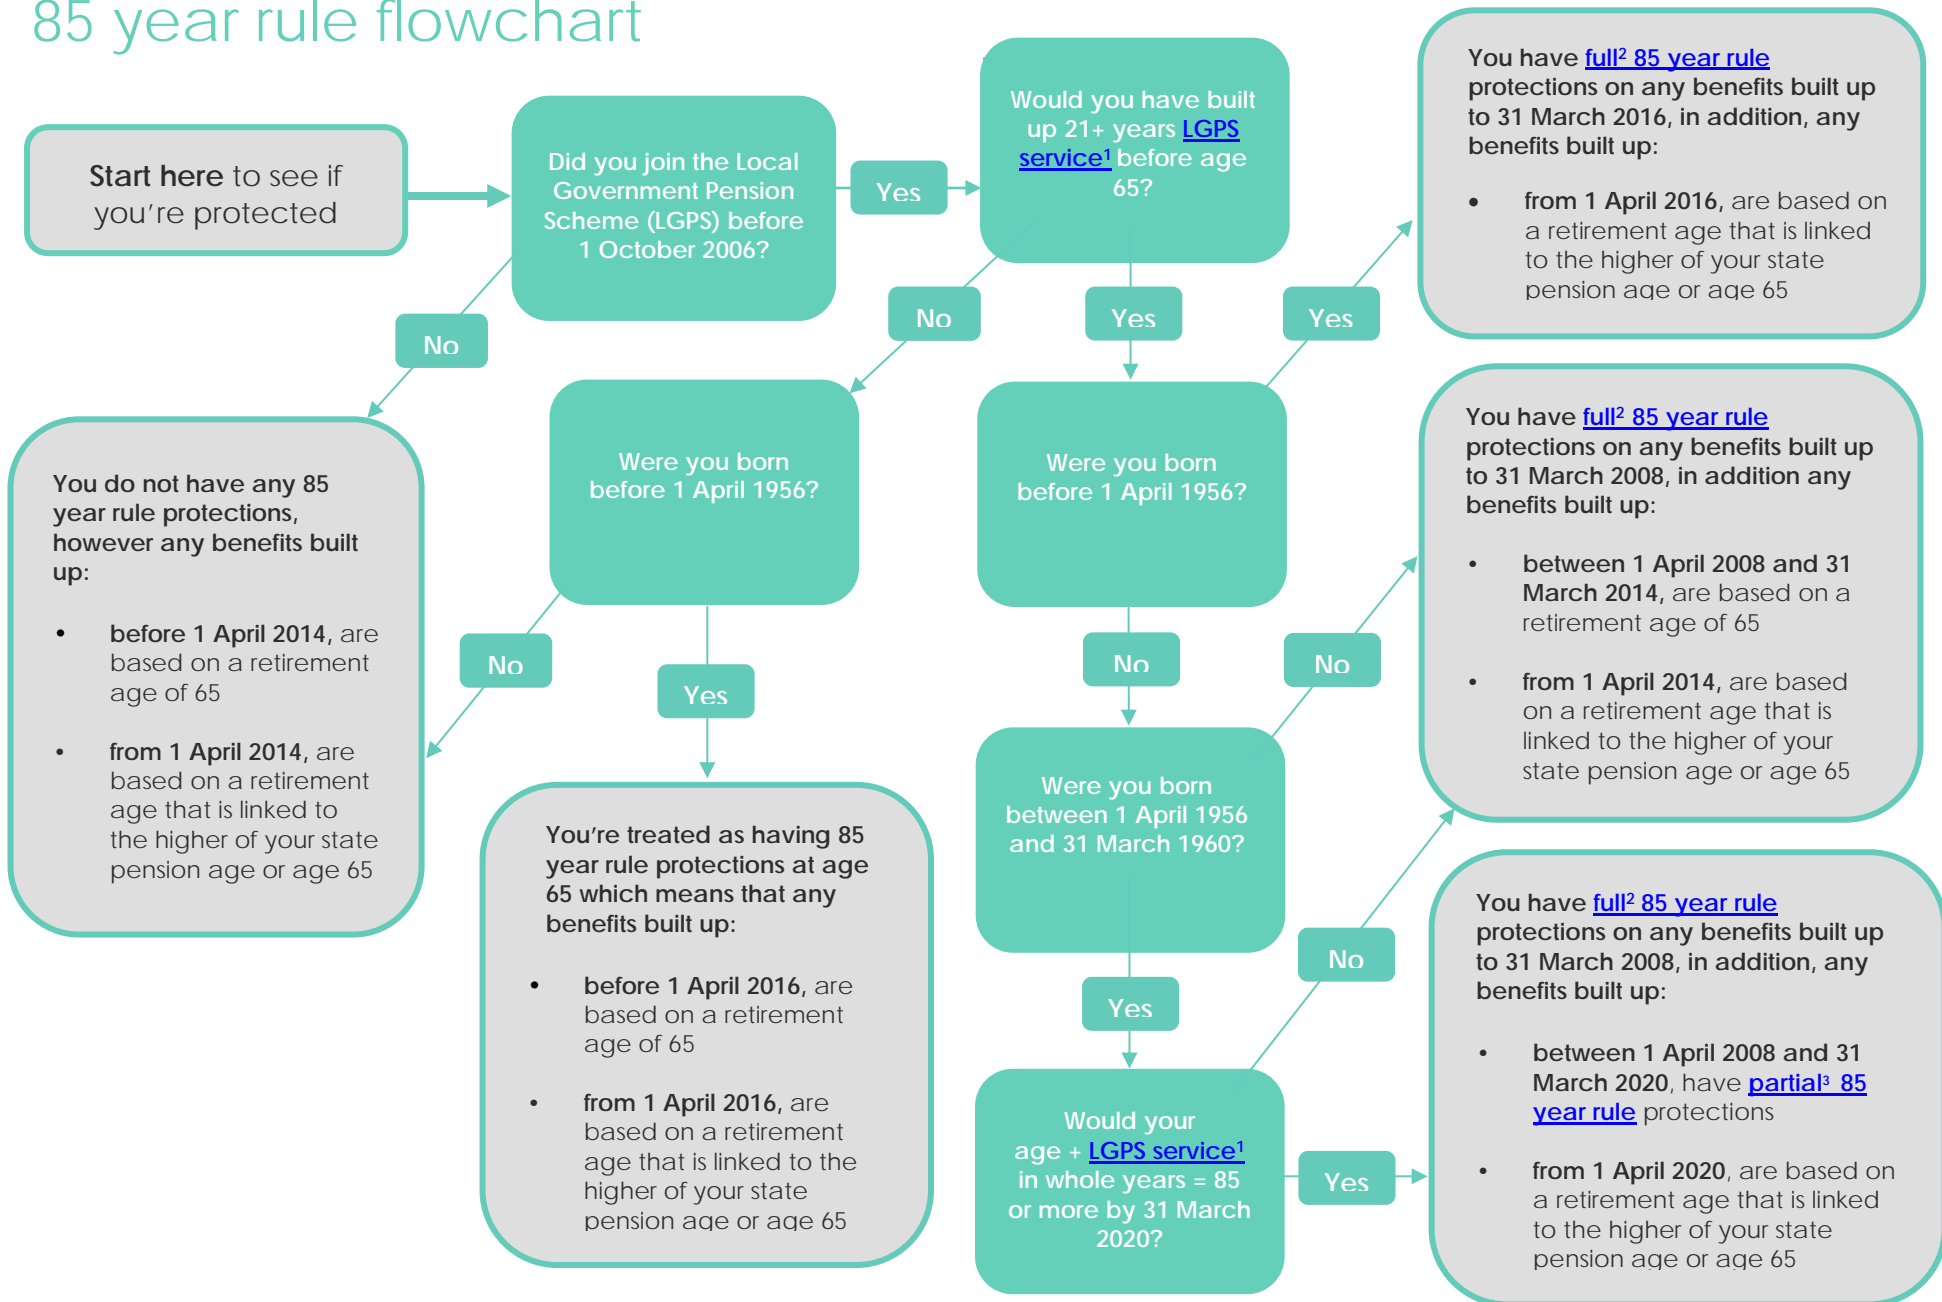 85 year rule flowchart
Start here to see if
you're protected
Did you join the Local
Government Pension
Scheme (LGPS) before
1 October 2006?
Yes
No
Would you have built
up 21+ years LGPS
service¹ before age
65?
No
Yes
Yes
You have full² 85 year rule
protections on any benefits built up
to 31 March 2016, in addition, any
benefits built up:
• from 1 April 2016, are based on
a retirement age that is linked
to the higher of your state
pension age or age 65
Were you born
before 1 April 1956?
Were you born
before 1 April 1956?
You have full² 85 year rule
protections on any benefits built up
to 31 March 2008, in addition any
benefits built up:
• between 1 April 2008 and 31
March 2014, are based on a
retirement age of 65
• from 1 April 2014, are based
on a retirement age that is
linked to the higher of your
state pension age or age 65
You do not have any 85
year rule protections,
however any benefits built
up:
• before 1 April 2014, are
based on a retirement
age of 65
• from 1 April 2014, are
based on a retirement
age that is linked to
the higher of your state
pension age or age 65
No
Yes
No
No
You're treated as having 85
year rule protections at age
65 which means that any
benefits built up:
• before 1 April 2016, are
based on a retirement
age of 65
• from 1 April 2016, are
based on a retirement
age that is linked to the
higher of your state
pension age or age 65
Were you born
between 1 April 1956
and 31 March 1960?
Yes
No
Would your
age + LGPS service¹
in whole years = 85
or more by 31 March
2020?
Yes
You have full² 85 year rule
protections on any benefits built up
to 31 March 2008, in addition, any
benefits built up:
• between 1 April 2008 and 31
March 2020, have partial³ 85
year rule protections
• from 1 April 2020, are based on
a retirement age that is linked
to the higher of your state
pension age or age 65